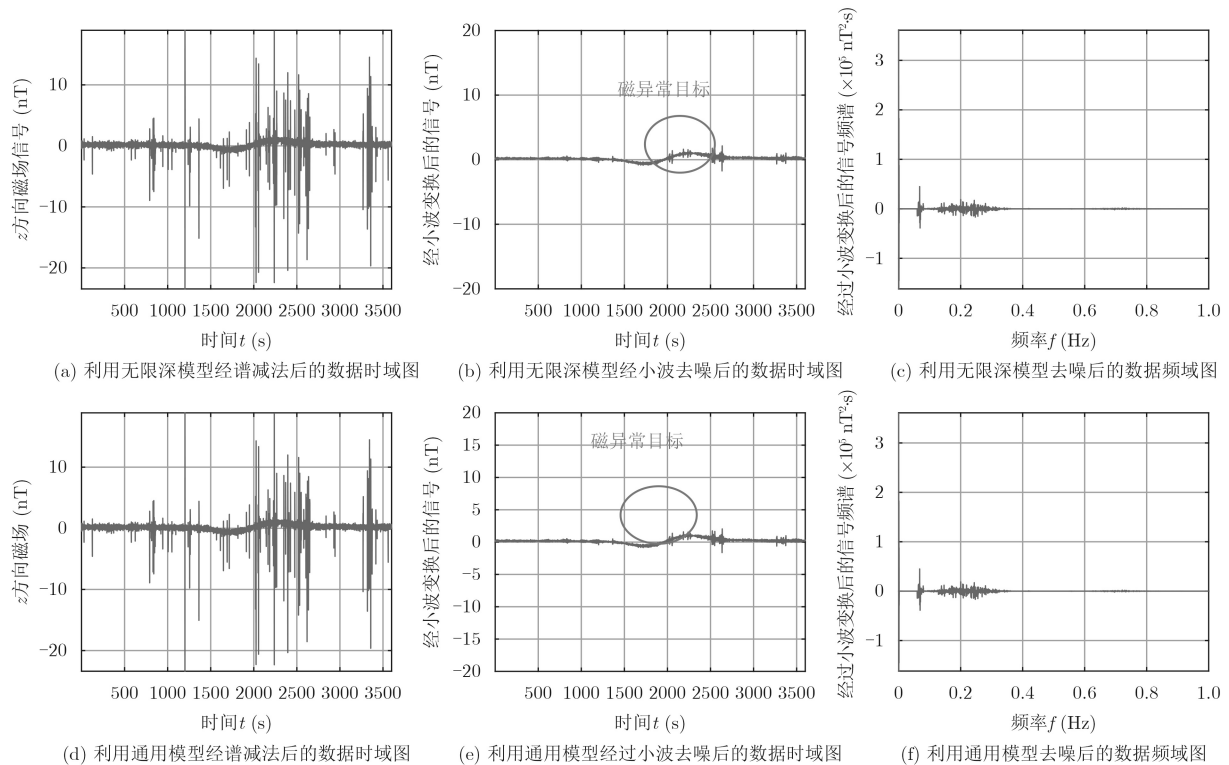 z方向磁场信号 (nT)
10
0
−10
−20
500 1000 1500 2000 2500 3000 3500
时间t (s)
(a) 利用无限深模型经谱减法后的数据时域图
经小波变换后的信号 (nT)
20
10
0
−10
−20
磁异常目标
500 1000 1500 2000 2500 3000 3500
时间t (s)
(b) 利用无限深模型经小波去噪后的数据时域图
经过小波变换后的信号频谱 (×10⁵ nT²·s)
3
2
1
0
−1
0 0.2 0.4 0.6 0.8 1.0
频率f (Hz)
(c) 利用无限深模型去噪后的数据频域图
z方向磁场 (nT)
10
0
−10
−20
500 1000 1500 2000 2500 3000 3500
时间t (s)
(d) 利用通用模型经谱减法后的数据时域图
经小波变换后的信号 (nT)
20
15
10
5
0
−5
−10
−15
−20
磁异常目标
500 1000 1500 2000 2500 3000 3500
时间t (s)
(e) 利用通用模型经过小波去噪后的数据时域图
经过小波变换后的信号频谱 (×10⁵ nT²·s)
3
2
1
0
−1
0 0.2 0.4 0.6 0.8 1.0
频率f (Hz)
(f) 利用通用模型去噪后的数据频域图